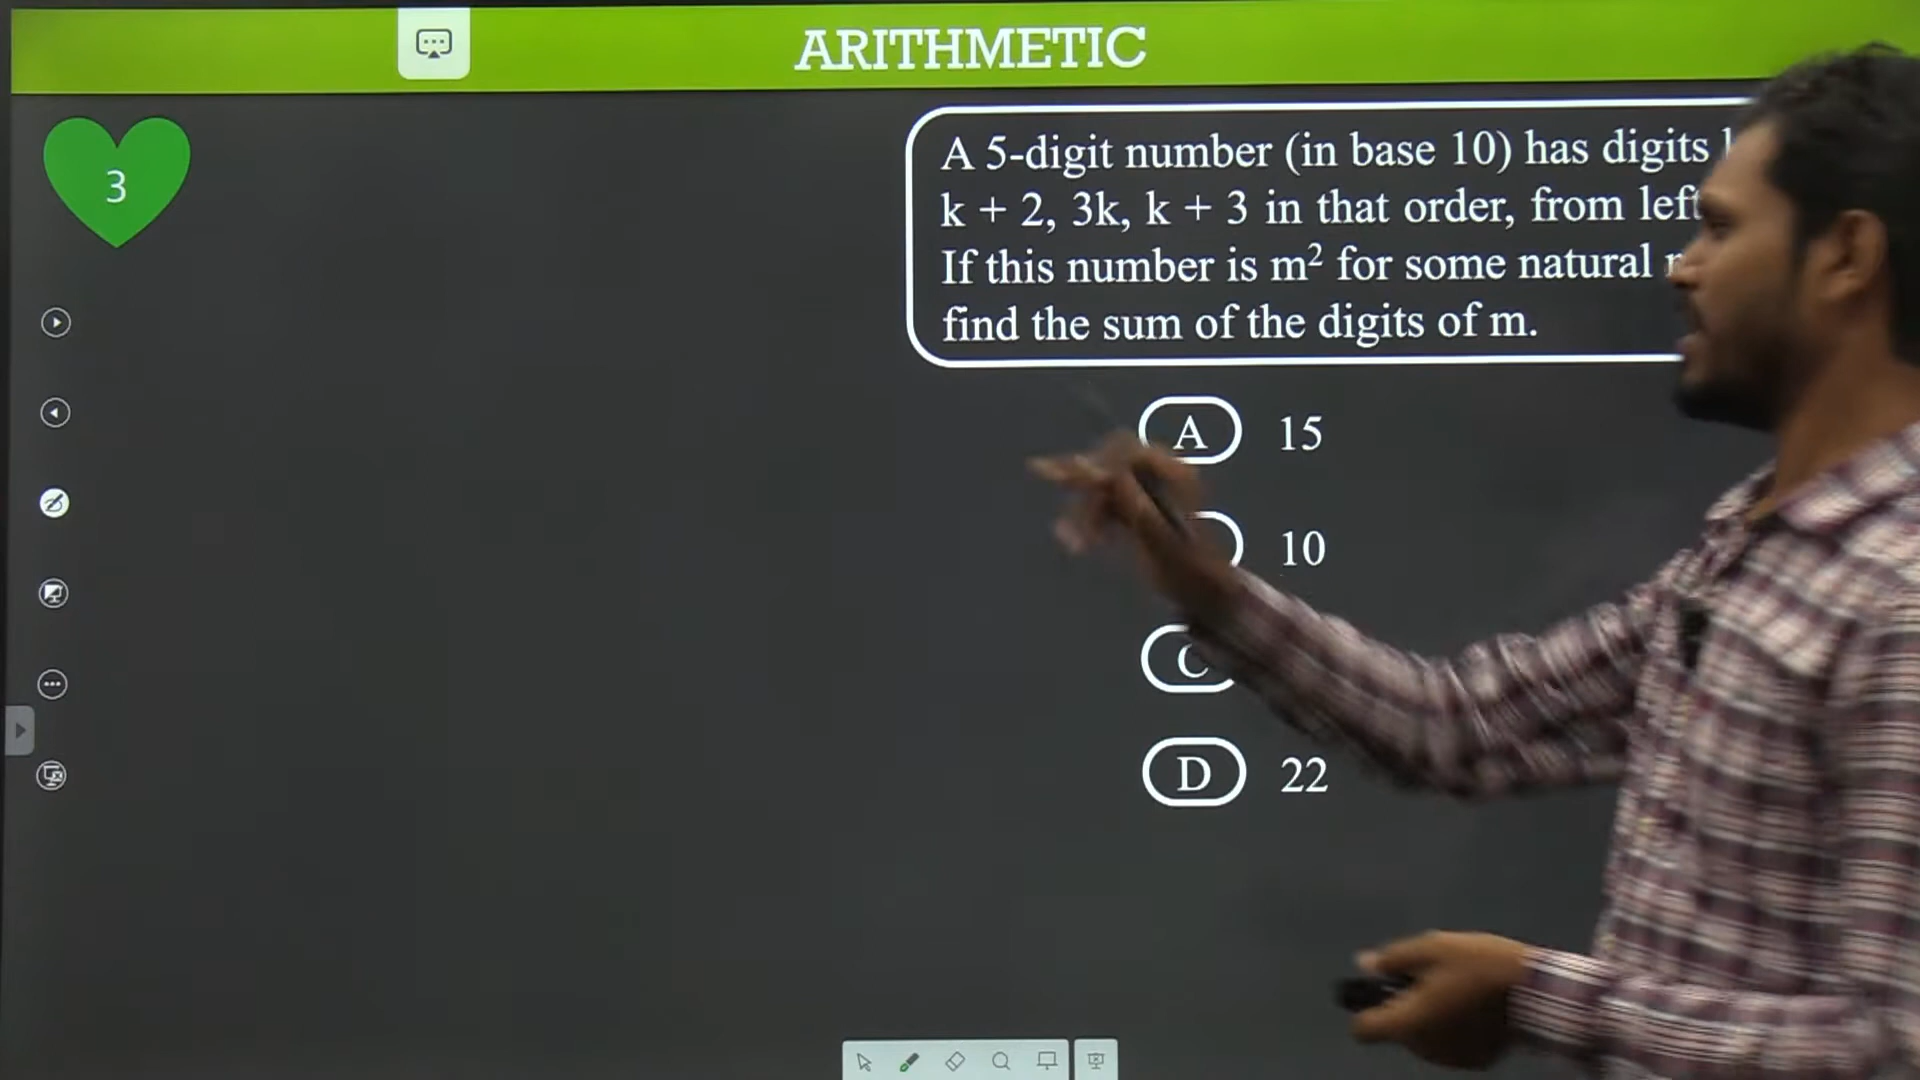 ARITHMETIC
3
A 5-digit number (in base 10) has digits
k + 2, 3k, k + 3 in that order, from left
If this number is m² for some natural
find the sum of the digits of m.
A 15
10
C
D 22